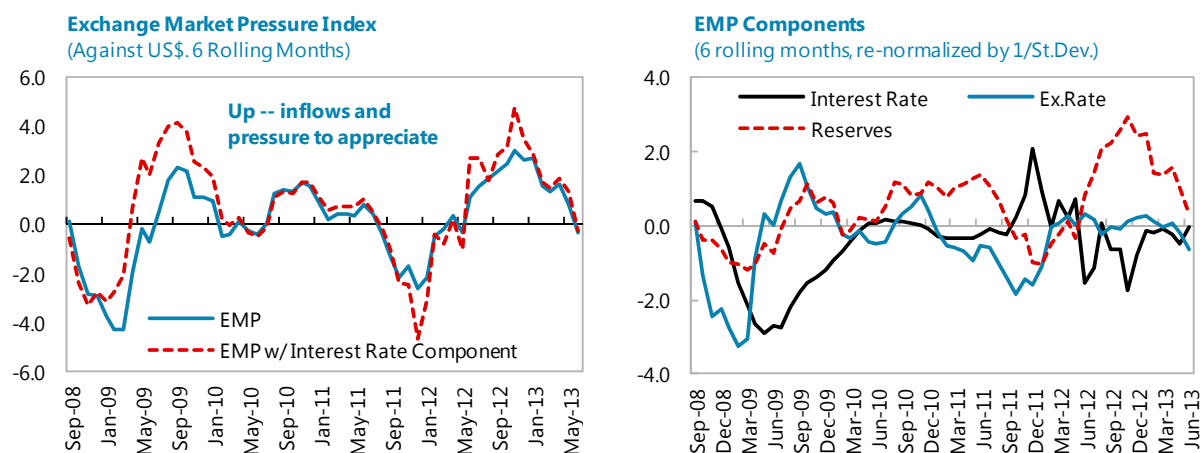 Exchange Market Pressure Index
(Against US$. 6 Rolling Months)
6.0
4.0
2.0
0.0
-2.0
-4.0
-6.0
Up -- inflows and
pressure to appreciate
EMP
EMP w/ Interest Rate Component
Sep-08
Jan-09
May-09
Sep-09
Jan-10
May-10
Sep-10
Jan-11
May-11
Sep-11
Jan-12
May-12
Sep-12
Jan-13
May-13
EMP Components
(6 rolling months, re-normalized by 1/St.Dev.)
4.0
2.0
0.0
-2.0
-4.0
Interest Rate
Ex.Rate
Reserves
Sep-08
Dec-08
Mar-09
Jun-09
Sep-09
Dec-09
Mar-10
Jun-10
Sep-10
Dec-10
Mar-11
Jun-11
Sep-11
Dec-11
Mar-12
Jun-12
Sep-12
Dec-12
Mar-13
Jun-13